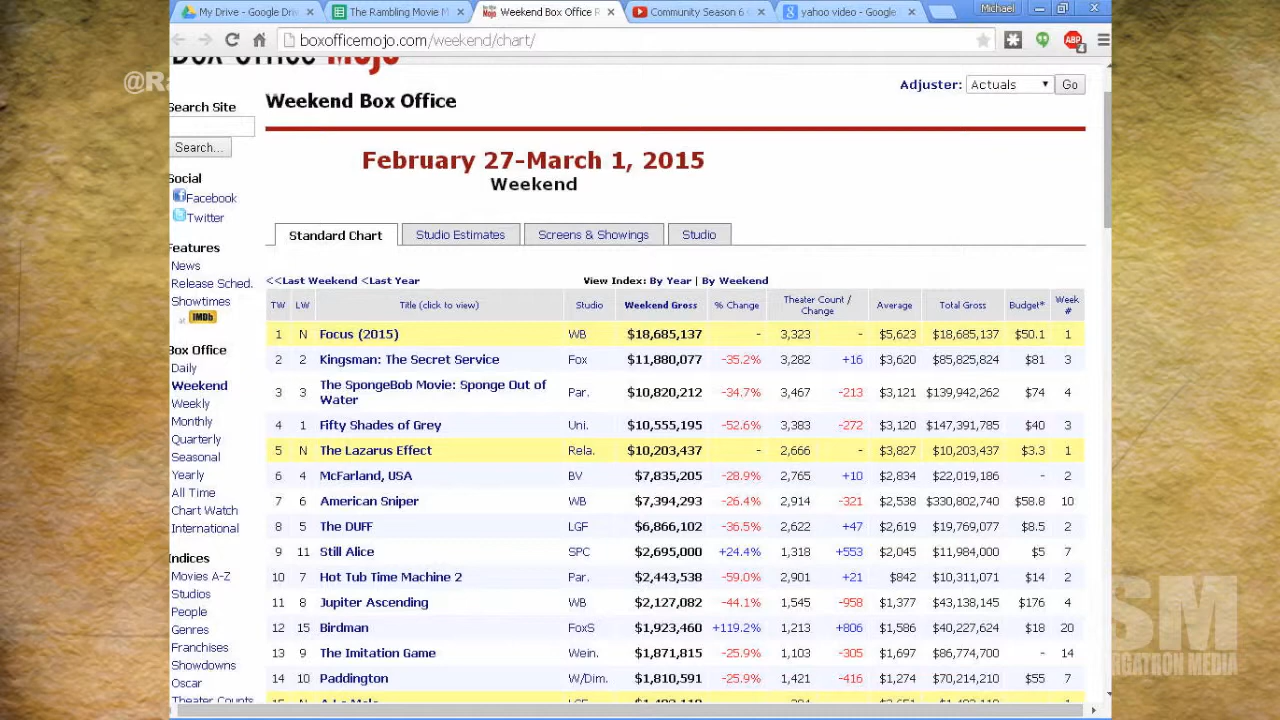 My Drive - Google Dri
The Rambling Movie M
Weekend Box Office R
Community Season 6
yahoo video - Google
Michael
boxofficemojo.com/weekend/chart/
ABP
4
Box Office Mojo
@Ra
Search Site
Search...
Social
Facebook
Twitter
Features
News
Release Sched.
Showtimes
IMDb
Box Office
Daily
Weekend
Weekly
Monthly
Quarterly
Seasonal
Yearly
All Time
Chart Watch
International
Indices
Movies A-Z
Studios
People
Genres
Franchises
Showdowns
Oscar
Theater Counts
Adjuster: Actuals Go
Weekend Box Office
February 27-March 1, 2015
Weekend
Standard Chart Studio Estimates Screens & Showings Studio
<<Last Weekend <Last Year View Index: By Year | By Weekend
TW LW Title (click to view) Studio Weekend Gross % Change Theater Count / Change Average Total Gross Budget* Week #
1 N Focus (2015) WB $18,685,137 - 3,323 - $5,623 $18,685,137 $50.1 1
2 2 Kingsman: The Secret Service Fox $11,880,077 -35.2% 3,282 +16 $3,620 $85,825,824 $81 3
3 3 The SpongeBob Movie: Sponge Out of Water Par. $10,820,212 -34.7% 3,467 -213 $3,121 $139,942,262 $74 4
4 1 Fifty Shades of Grey Uni. $10,555,195 -52.6% 3,383 -272 $3,120 $147,391,785 $40 3
5 N The Lazarus Effect Rela. $10,203,437 - 2,666 - $3,827 $10,203,437 $3.3 1
6 4 McFarland, USA BV $7,835,205 -28.9% 2,765 +10 $2,834 $22,019,186 - 2
7 6 American Sniper WB $7,394,293 -26.4% 2,914 -321 $2,538 $330,802,740 $58.8 10
8 5 The DUFF LGF $6,866,102 -36.5% 2,622 +47 $2,619 $19,769,077 $8.5 2
9 11 Still Alice SPC $2,695,000 +24.4% 1,318 +553 $2,045 $11,984,000 $5 7
10 7 Hot Tub Time Machine 2 Par. $2,443,538 -59.0% 2,901 +21 $842 $10,311,071 $14 2
11 8 Jupiter Ascending WB $2,127,082 -44.1% 1,545 -958 $1,377 $43,138,145 $176 4
12 15 Birdman FoxS $1,923,460 +119.2% 1,213 +806 $1,586 $40,227,624 $18 20
13 9 The Imitation Game Wein. $1,871,815 -25.9% 1,103 -305 $1,697 $86,774,700 - 14
14 10 Paddington W/Dim. $1,810,591 -25.9% 1,421 -416 $1,274 $70,214,210 $55 7
SM
RGATRON MEDIA